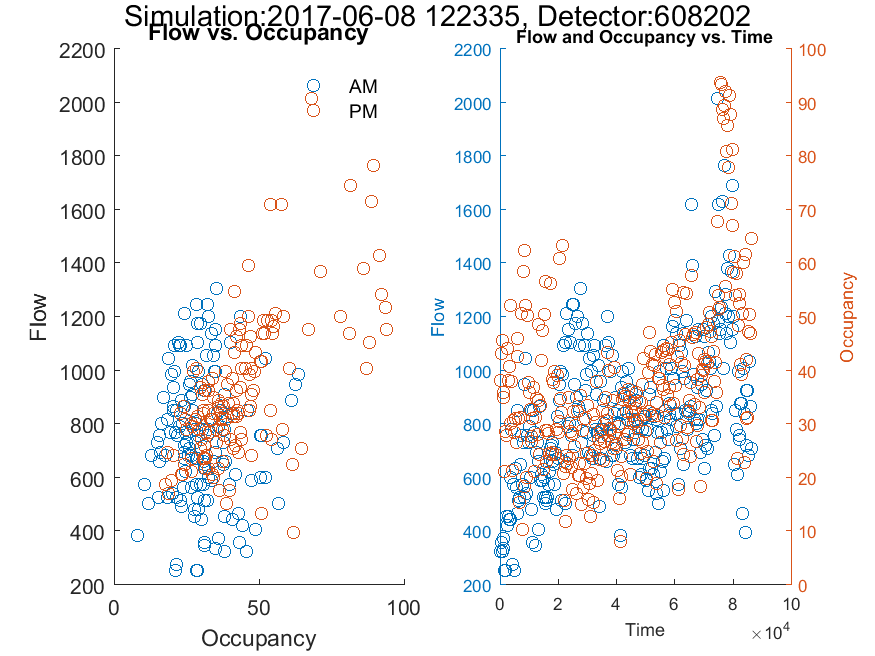 Simulation:2017-06-08 122335, Detector:608202
Flow vs. Occupancy
2200
2000
1800
1600
1400
1200
1000
800
600
400
200
Flow
AM
PM
0 50 100
Occupancy
Flow and Occupancy vs. Time
2200
2000
1800
1600
1400
1200
1000
800
600
400
200
Flow
100
90
80
70
60
50
40
30
20
10
0
Occupancy
0 2 4 6 8 10
Time
×10⁴